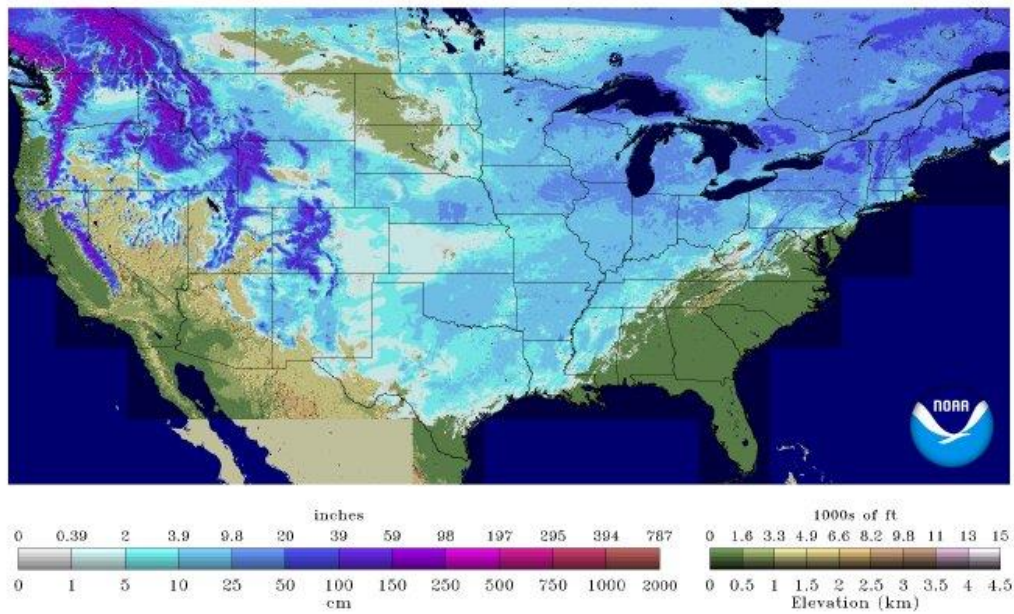 NOAA
inches
0 0.39 2 3.9 9.8 20 39 59 98 197 295 394 787
0 1 5 10 25 50 100 150 250 500 750 1000 2000
cm
1000s of ft
0 1.6 3.3 4.9 6.6 8.2 9.8 11 13 15
0 0.5 1 1.5 2 2.5 3 3.5 4 4.5
Elevation (km)